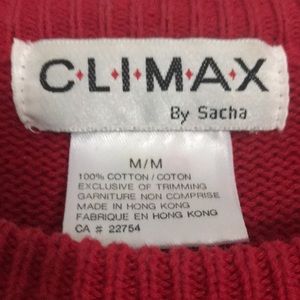 C♦L♦I♦M♦A♦X
By Sacha
M/M
100% COTTON / COTON
EXCLUSIVE OF TRIMMING
GARNITURE NON COMPRISE
MADE IN HONG KONG
FABRIQUE EN HONG KONG
CA # 22754